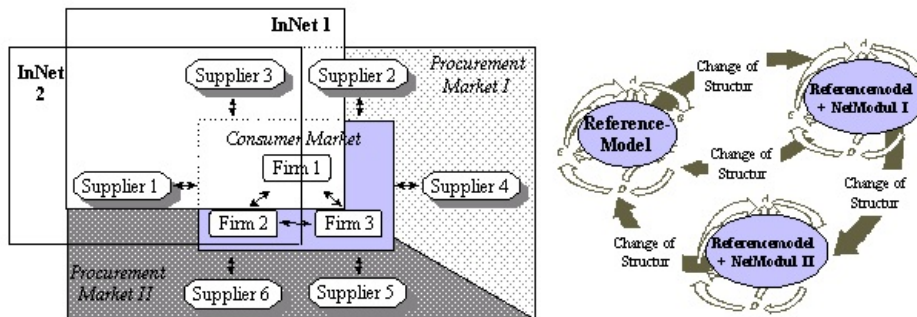 InNet 1
InNet
2
Supplier 3
Supplier 2
Procurement
Market I
Consumer Market
Firm 1
Supplier 1
Supplier 4
Firm 2
Firm 3
Procurement
Market II
Supplier 6
Supplier 5
Change of
Structur
Referencemodel
+ NetModul I
Reference-
Model
Change of
Structur
Change of
Structur
Change of
Structur
Referencemodel
+ NetModul II